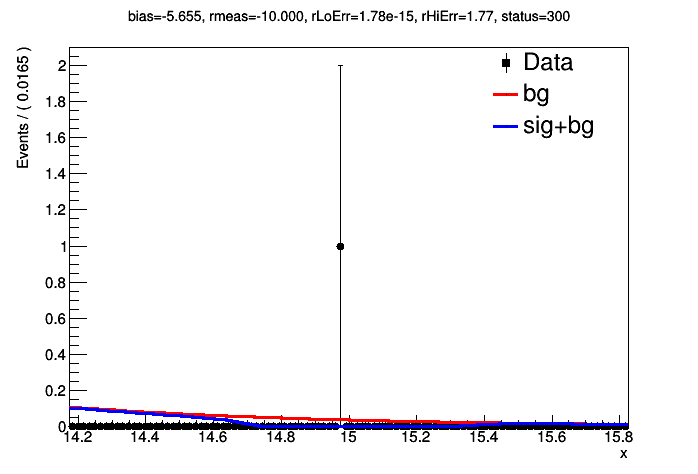 bias=-5.655, rmeas=-10.000, rLoErr=1.78e-15, rHiErr=1.77, status=300
Events / ( 0.0165 )
2
1.8
1.6
1.4
1.2
1
0.8
0.6
0.4
0.2
0
Data
bg
sig+bg
14.2 14.4 14.6 14.8 15 15.2 15.4 15.6 15.8
x